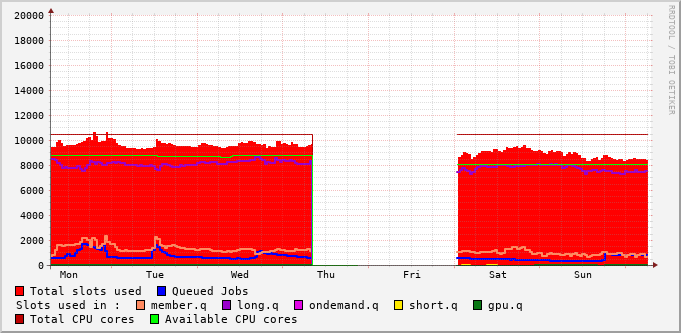 20000
18000
16000
14000
12000
10000
8000
6000
4000
2000
0
Mon Tue Wed Thu Fri Sat Sun
RRDTOOL / TOBI OETIKER
Total slots used Queued Jobs
Slots used in : member.q long.q ondemand.q short.q gpu.q
Total CPU cores
Available CPU cores